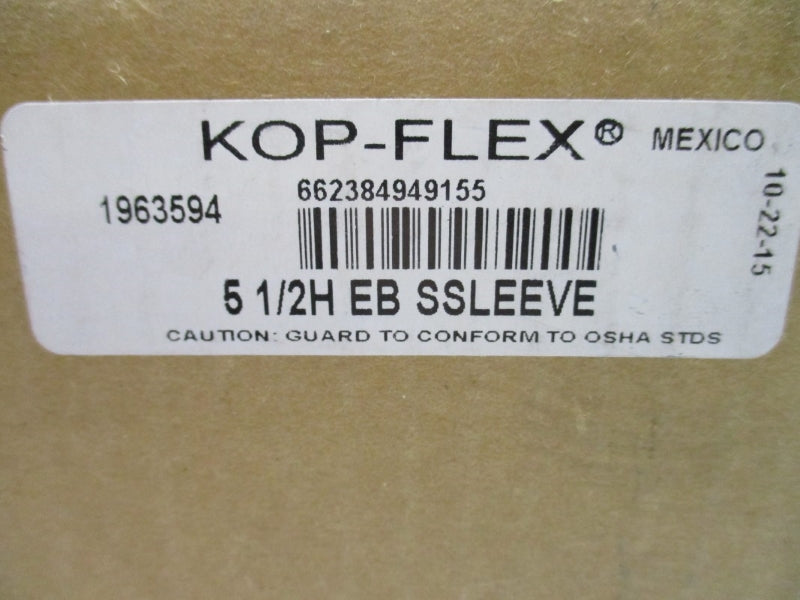 KOP-FLEX® MEXICO
662384949155
1963594
10-22-15
5 1/2H EB SSLEEVE
CAUTION: GUARD TO CONFORM TO OSHA STDS